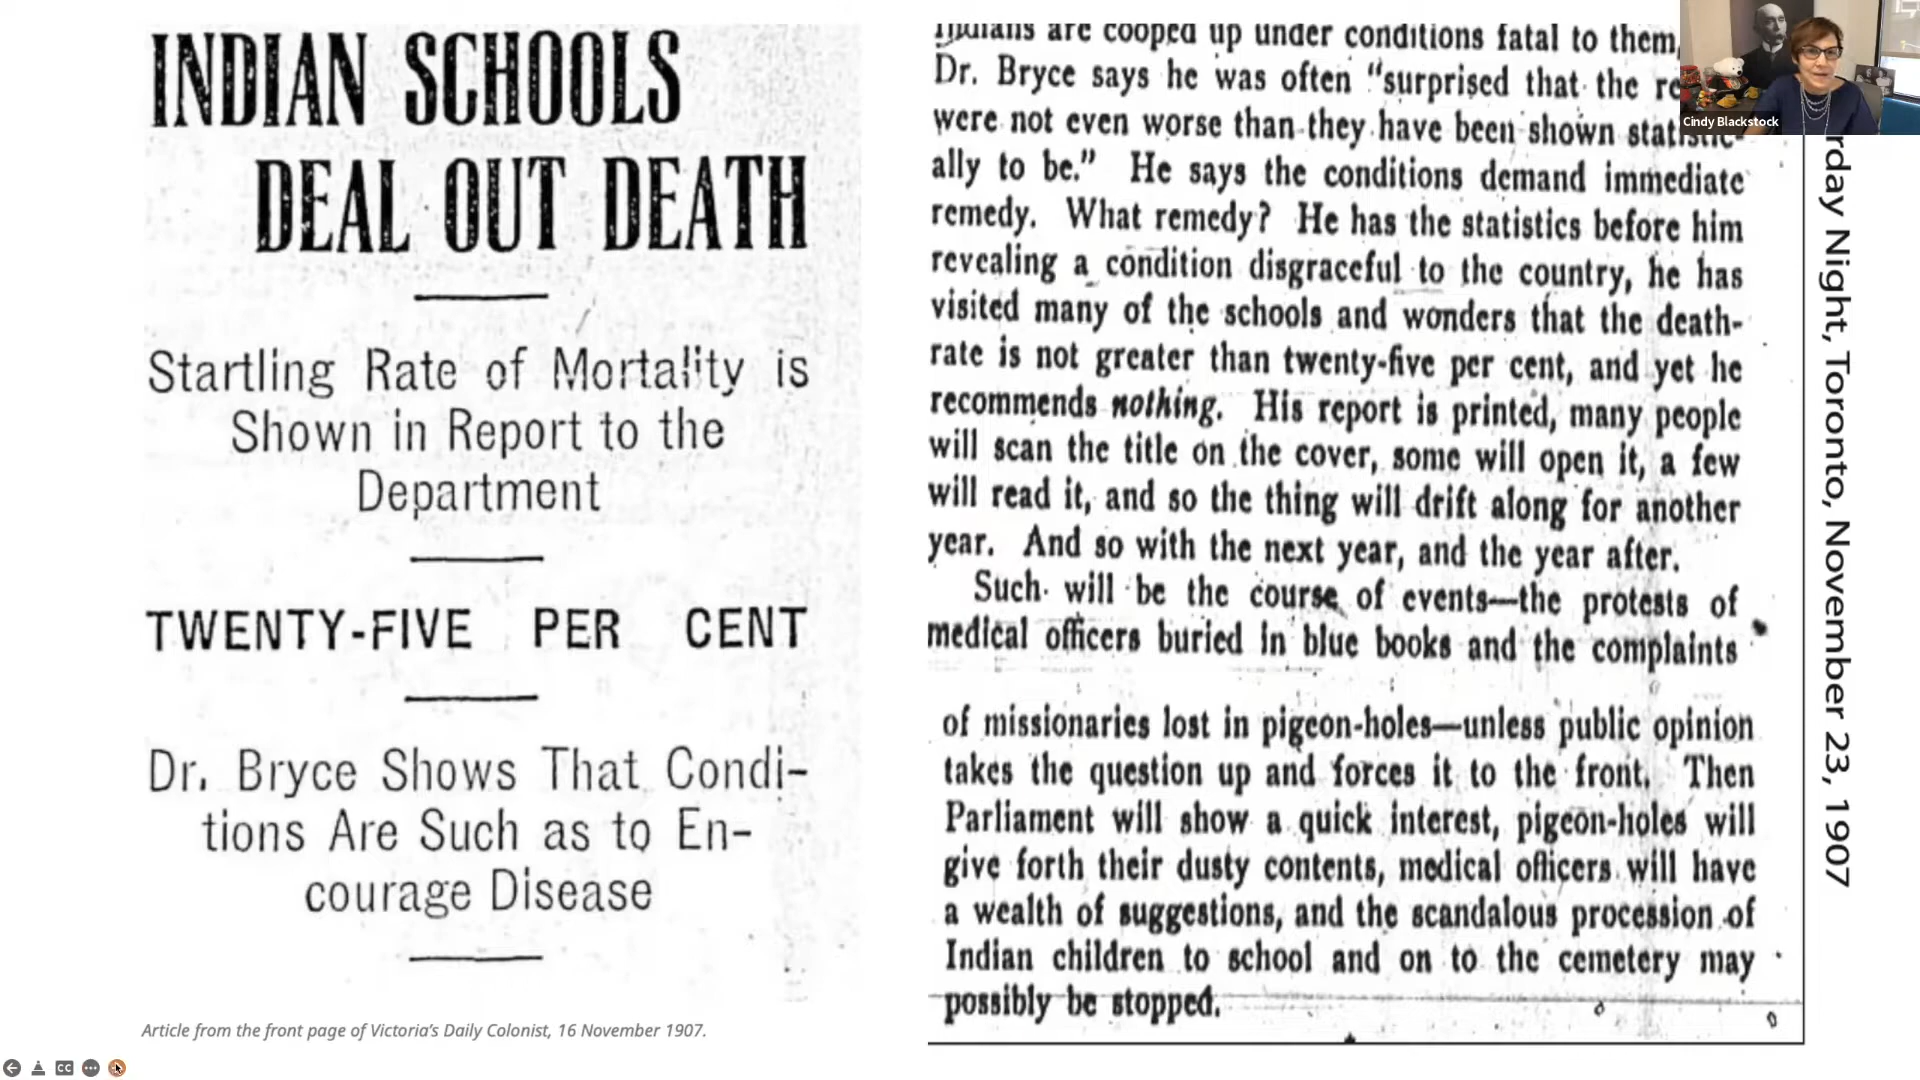 INDIAN SCHOOLS
DEAL OUT DEATH
Startling Rate of Mortality is
Shown in Report to the
Department
TWENTY-FIVE PER CENT
Dr. Bryce Shows That Condi-
tions Are Such as to En-
courage Disease
Article from the front page of Victoria's Daily Colonist, 16 November 1907.
Indians are cooped up under conditions fatal to them,
Dr. Bryce says he was often "surprised that the re
were not even worse than they have been shown statistic-
ally to be." He says the conditions demand immediate
remedy. What remedy? He has the statistics before him
revealing a condition disgraceful to the country, he has
visited many of the schools and wonders that the death-
rate is not greater than twenty-five per cent, and yet he
recommends nothing. His report is printed, many people
will scan the title on the cover, some will open it, a few
will read it, and so the thing will drift along for another
year. And so with the next year, and the year after.
Such will be the course of events—the protests of
medical officers buried in blue books and the complaints
of missionaries lost in pigeon-holes—unless public opinion
takes the question up and forces it to the front. Then
Parliament will show a quick interest, pigeon-holes will
give forth their dusty contents, medical officers will have
a wealth of suggestions, and the scandalous procession of
Indian children to school and on to the cemetery may
possibly be stopped.
rday Night, Toronto, November 23, 1907
Cindy Blackstock
CC